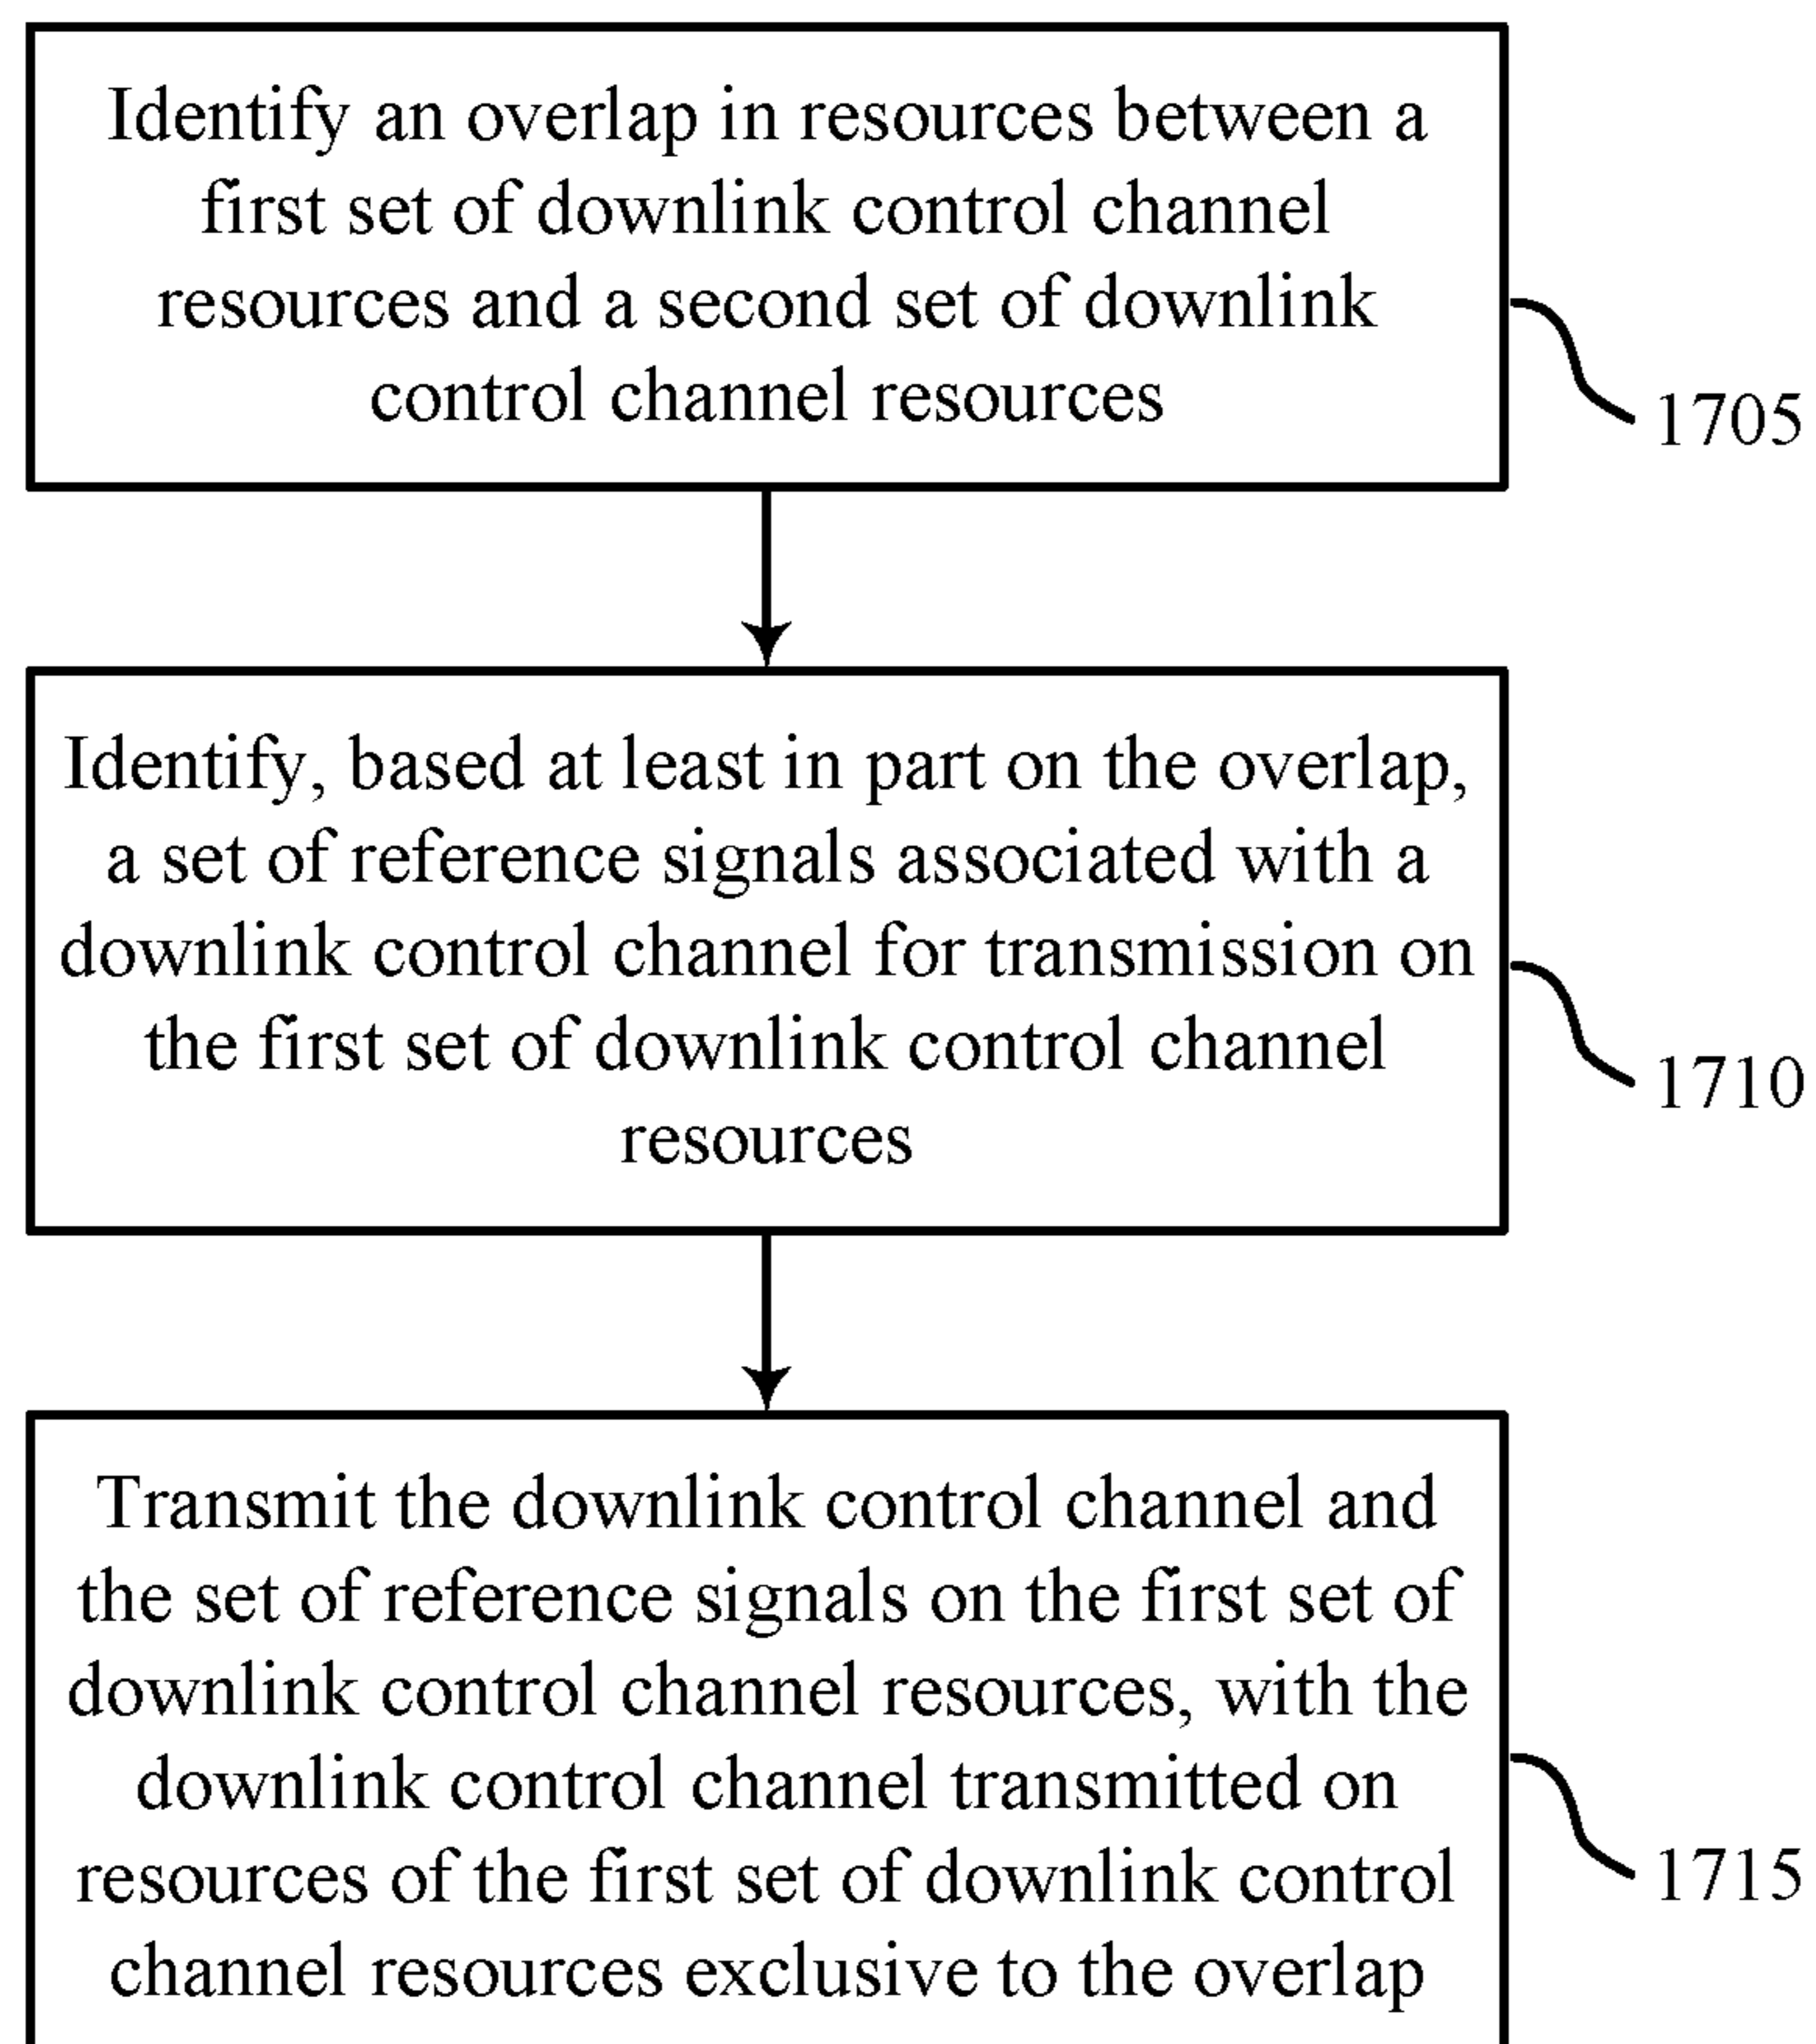 Identify an overlap in resources between a
first set of downlink control channel
resources and a second set of downlink
control channel resources
1705
Identify, based at least in part on the overlap,
a set of reference signals associated with a
downlink control channel for transmission on
the first set of downlink control channel
resources
1710
Transmit the downlink control channel and
the set of reference signals on the first set of
downlink control channel resources, with the
downlink control channel transmitted on
resources of the first set of downlink control
channel resources exclusive to the overlap
1715